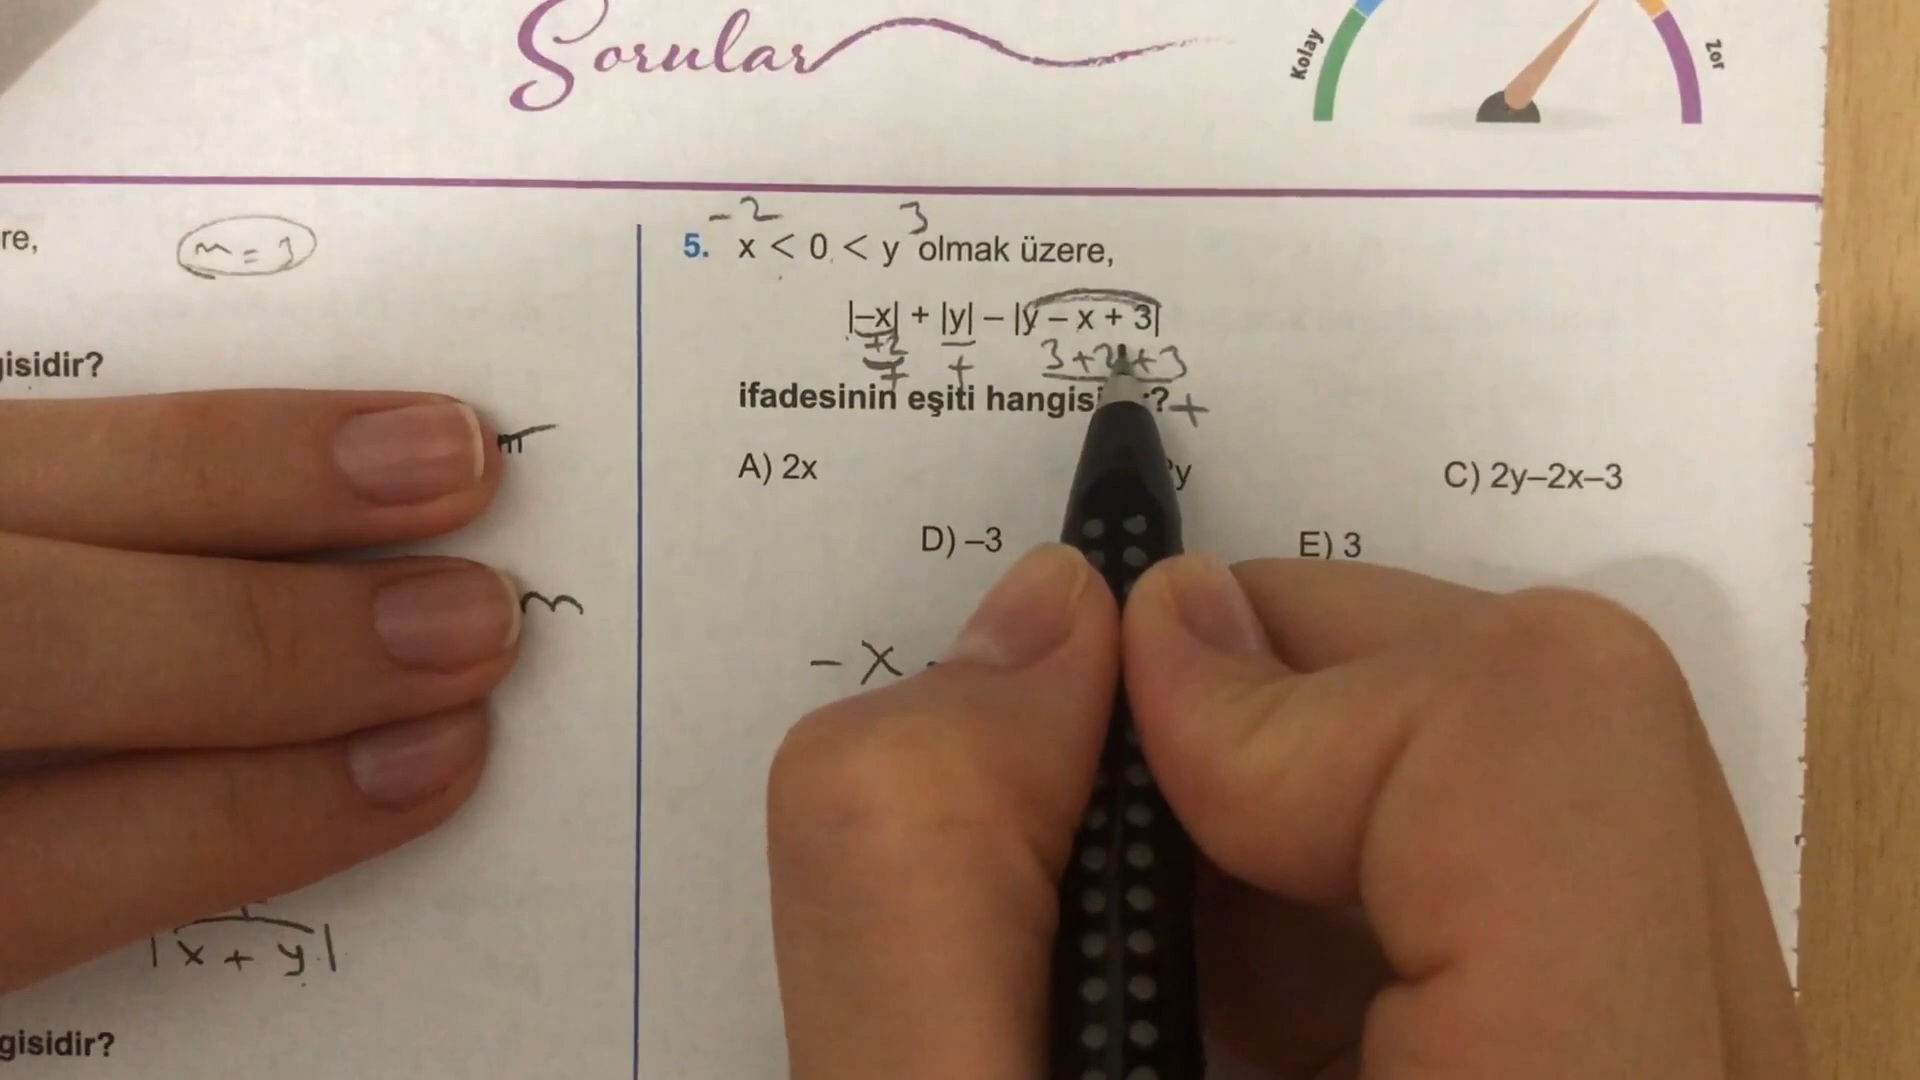 Sorular
Kolay
Zor
re,
m = 3
gisidir?
m
m
|x + y|
gisidir?
-2 3
5. x < 0 < y olmak üzere,
|–x| + |y| – |y – x + 3|
+2 3+2+3
+ + +
ifadesinin eşiti hangisi ?
A) 2x
y
C) 2y–2x–3
D) –3
E) 3
- x